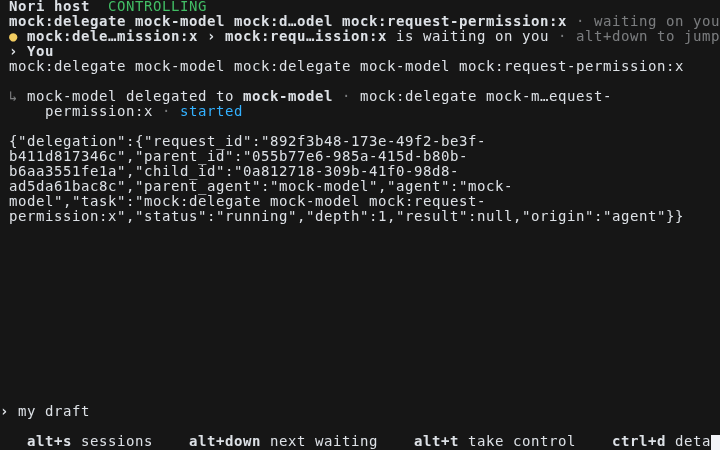 Nori host  CONTROLLING
mock:delegate mock-model mock:d…odel mock:request-permission:x · waiting on you
● mock:dele…mission:x › mock:requ…ission:x is waiting on you · alt+down to jump
› You
mock:delegate mock-model mock:delegate mock-model mock:request-permission:x
↳ mock-model delegated to mock-model · mock:delegate mock-m…equest-
permission:x · started
{"delegation":{"request_id":"892f3b48-173e-49f2-be3f-
b411d817346c","parent_id":"055b77e6-985a-415d-b80b-
b6aa3551fe1a","child_id":"0a812718-309b-41f0-98d8-
ad5da61bac8c","parent_agent":"mock-model","agent":"mock-
model","task":"mock:delegate mock-model mock:request-
permission:x","status":"running","depth":1,"result":null,"origin":"agent"}}
› my draft
alt+s sessions    alt+down next waiting    alt+t take control    ctrl+d deta